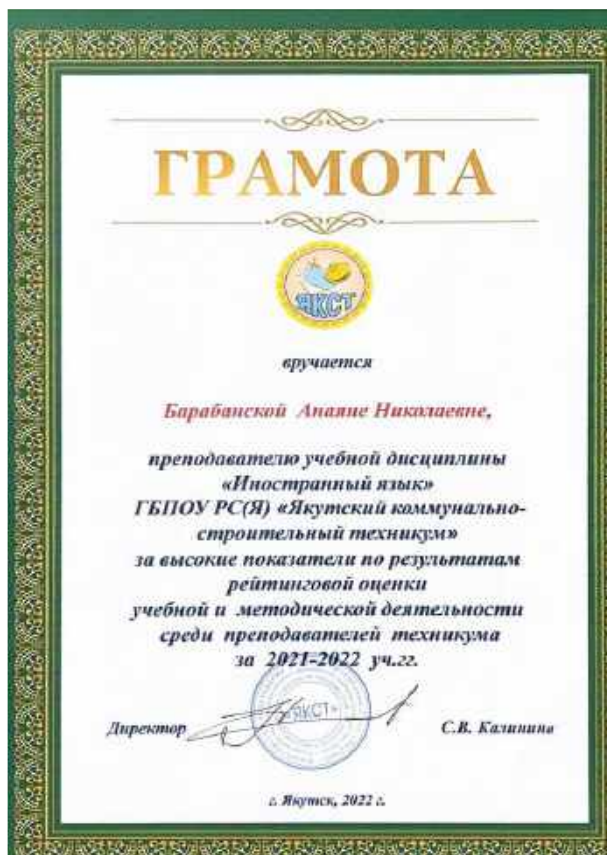 ГРАМОТА
ЯКСТ
вручается
Барабанской Апаяне Николаевне,
преподавателю учебной дисциплины
«Иностранный язык»
ГБПОУ РС(Я) «Якутский коммунально-
строительный техникум»
за высокие показатели по результатам
рейтинговой оценки
учебной и методической деятельности
среди преподавателей техникума
за 2021-2022 уч.гг.
«ЯКСТ»
Директор С.В. Калинина
г. Якутск, 2022 г.